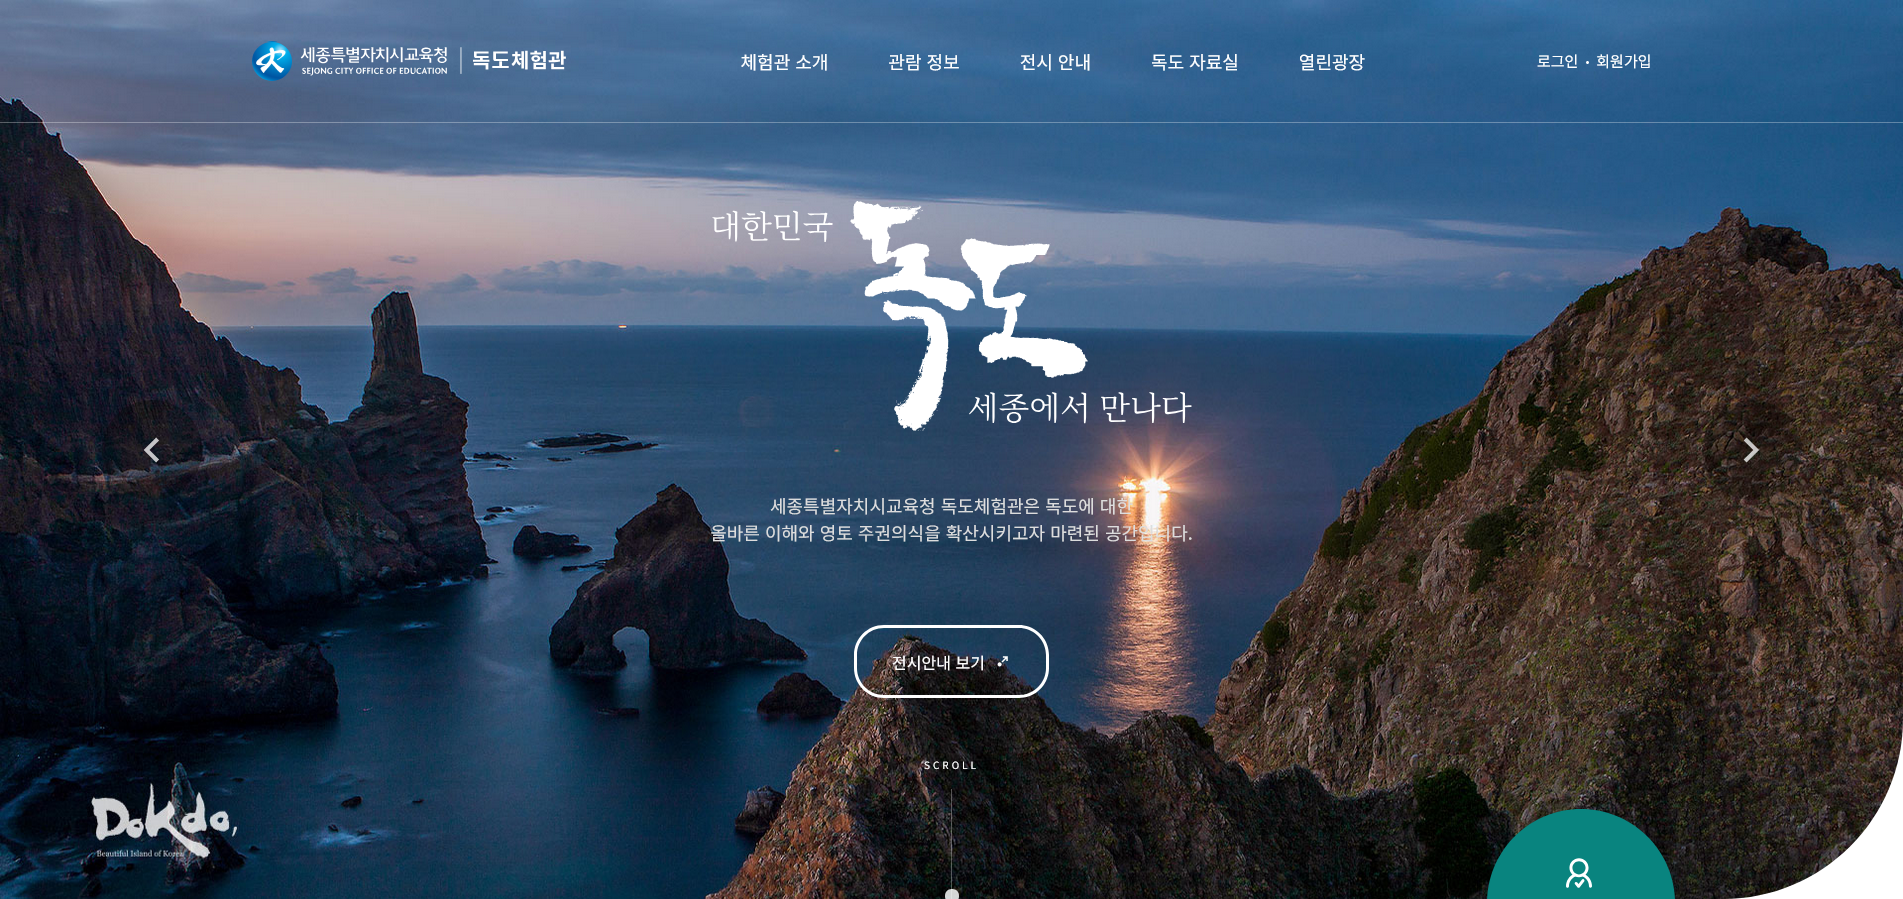 세종특별자치시교육청
SEJONG CITY OFFICE OF EDUCATION
독도체험관
체험관 소개
관람 정보
전시 안내
독도 자료실
열린광장
로그인 • 회원가입
대한민국
독도
세종에서 만나다
세종특별자치시교육청 독도체험관은 독도에 대한
올바른 이해와 영토 주권의식을 확산시키고자 마련된 공간입니다.
전시안내 보기
SCROLL
Dokdo,
Beautiful Island of Korea